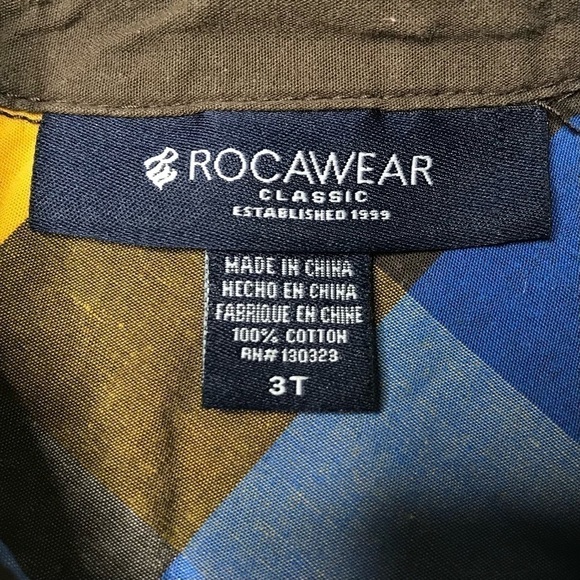 ROCAWEAR
CLASSIC
ESTABLISHED 1999
MADE IN CHINA
HECHO EN CHINA
FABRIQUE EN CHINE
100% COTTON
RN# 130323
3T